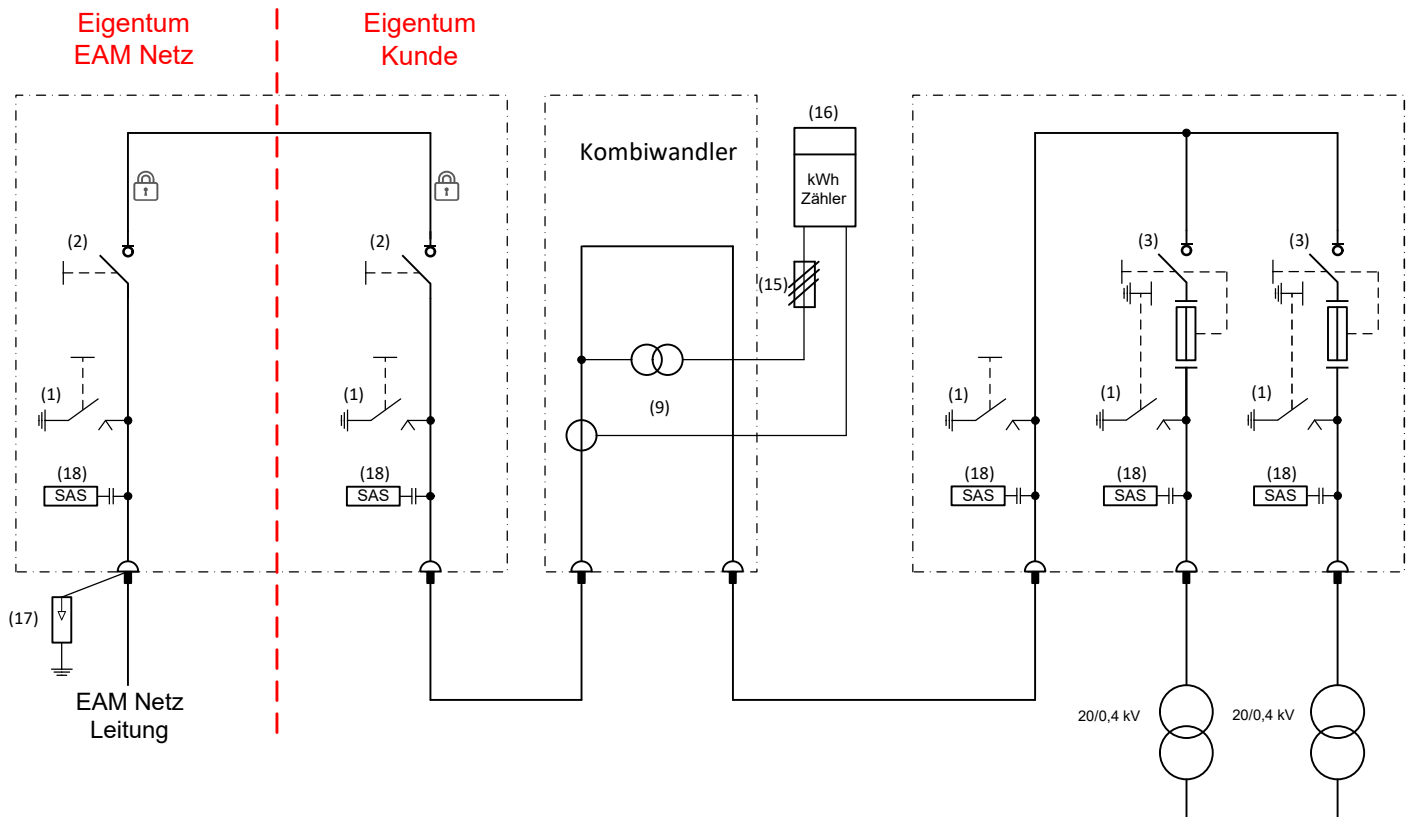 Eigentum
EAM Netz
Eigentum
Kunde
(16)
Kombiwandler
kWh
Zähler
(2)
(2)
(3)
(3)
(15)
(1)
(1)
(9)
(1)
(1)
(1)
(18)
SAS
(18)
SAS
(18)
SAS
(18)
SAS
(18)
SAS
(17)
EAM Netz
Leitung
20/0,4 kV
20/0,4 kV